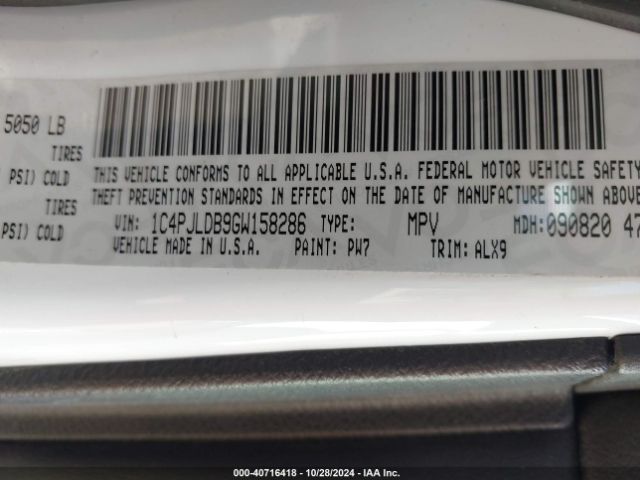 5050 LB
TIRES
PSI) COLD
PSI) COLD
THIS VEHICLE CONFORMS TO ALL APPLICABLE U.S.A. FEDERAL MOTOR VEHICLE SAFETY
THEFT PREVENTION STANDARDS IN EFFECT ON THE DATE OF MANUFACTURE SHOWN ABOVE
VIN: 1C4PJLDB9GW158286 TYPE: MPV MDH:090820 47
VEHICLE MADE IN U.S.A. PAINT: PW7 TRIM: ALX9
TIRES
© - 40716418 - 10/28/2024 - IAA Inc.